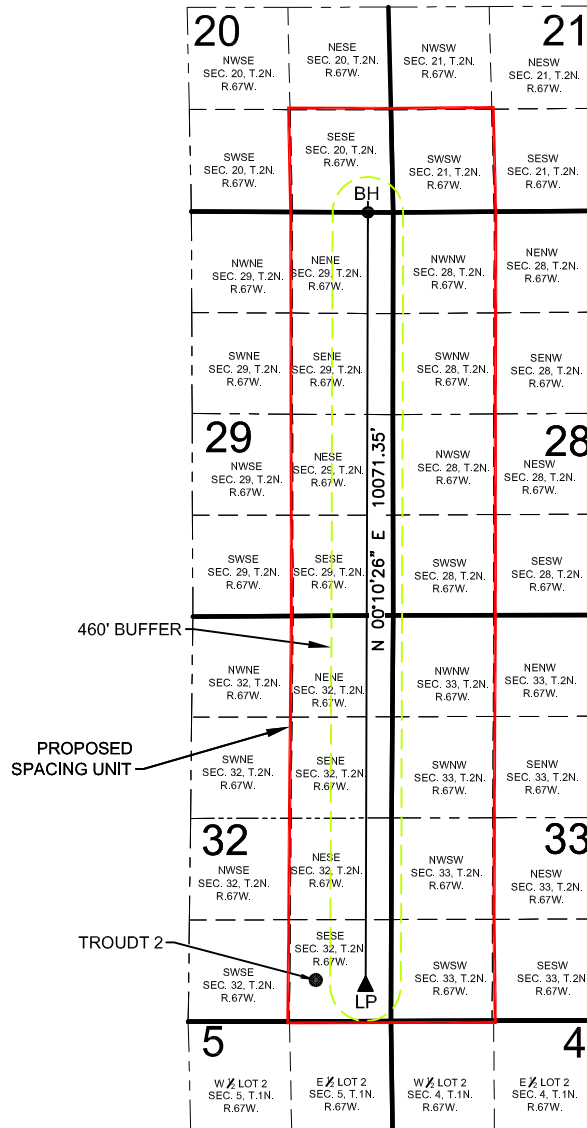 20
NWSE
SEC. 20, T.2N.
R.67W.
NESE
SEC. 20, T.2N.
R.67W.
NWSW
SEC. 21, T.2N.
R.67W.
21
NESW
SEC. 21, T.2N.
R.67W.
SWSE
SEC. 20, T.2N.
R.67W.
SESE
SEC. 20, T.2N.
R.67W.
SWSW
SEC. 21, T.2N.
R.67W.
SESW
SEC. 21, T.2N.
R.67W.
BH
NWNE
SEC. 29, T.2N.
R.67W.
NENE
SEC. 29, T.2N.
R.67W.
NWNW
SEC. 28, T.2N.
R.67W.
NENW
SEC. 28, T.2N.
R.67W.
SWNE
SEC. 29, T.2N.
R.67W.
SENE
SEC. 29, T.2N.
R.67W.
SWNW
SEC. 28, T.2N.
R.67W.
SENW
SEC. 28, T.2N.
R.67W.
29
NWSE
SEC. 29, T.2N.
R.67W.
NESE
SEC. 29, T.2N.
R.67W.
N 00°10'26" E 10071.35'
NWSW
SEC. 28, T.2N.
R.67W.
28
NESW
SEC. 28, T.2N.
R.67W.
SWSE
SEC. 29, T.2N.
R.67W.
SESE
SEC. 29, T.2N.
R.67W.
SWSW
SEC. 28, T.2N.
R.67W.
SESW
SEC. 28, T.2N.
R.67W.
460' BUFFER
NWNE
SEC. 32, T.2N.
R.67W.
NENE
SEC. 32, T.2N.
R.67W.
NWNW
SEC. 33, T.2N.
R.67W.
NENW
SEC. 33, T.2N.
R.67W.
PROPOSED
SPACING UNIT
SWNE
SEC. 32, T.2N.
R.67W.
SENE
SEC. 32, T.2N.
R.67W.
SWNW
SEC. 33, T.2N.
R.67W.
SENW
SEC. 33, T.2N.
R.67W.
32
NWSE
SEC. 32, T.2N.
R.67W.
NESE
SEC. 32, T.2N.
R.67W.
NWSW
SEC. 33, T.2N.
R.67W.
33
NESW
SEC. 33, T.2N.
R.67W.
TROUDT 2
SWSE
SEC. 32, T.2N.
R.67W.
SESE
SEC. 32, T.2N
R.67W.
LP
SWSW
SEC. 33, T.2N.
R.67W.
SESW
SEC. 33, T.2N.
R.67W.
5
W ½ LOT 2
SEC. 5, T.1N.
R.67W.
E ½ LOT 2
SEC. 5, T.1N.
R.67W.
W ½ LOT 2
SEC. 4, T.1N.
R.67W.
4
E ½ LOT 2
SEC. 4, T.1N.
R.67W.